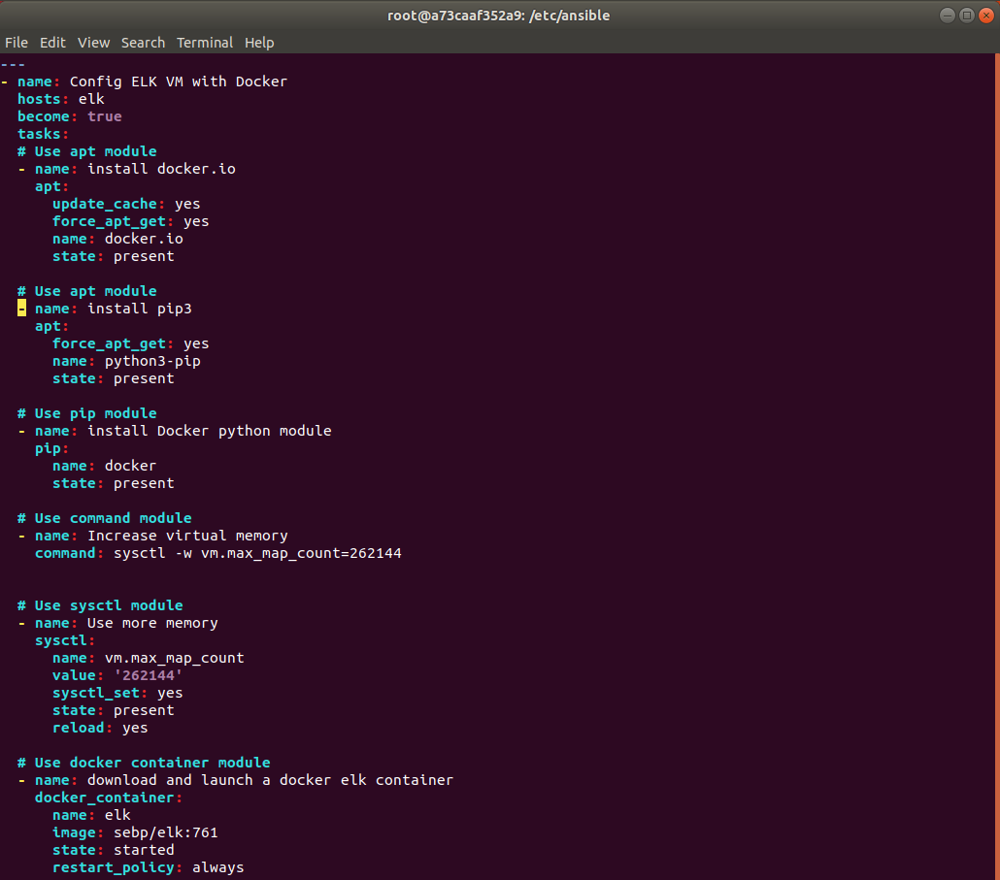 root@a73caaf352a9: /etc/ansible
File Edit View Search Terminal Help
---
- name: Config ELK VM with Docker
  hosts: elk
  become: true
  tasks:
  # Use apt module
  - name: install docker.io
    apt:
      update_cache: yes
      force_apt_get: yes
      name: docker.io
      state: present

  # Use apt module
  - name: install pip3
    apt:
      force_apt_get: yes
      name: python3-pip
      state: present

  # Use pip module
  - name: install Docker python module
    pip:
      name: docker
      state: present

  # Use command module
  - name: Increase virtual memory
    command: sysctl -w vm.max_map_count=262144

  # Use sysctl module
  - name: Use more memory
    sysctl:
      name: vm.max_map_count
      value: '262144'
      sysctl_set: yes
      state: present
      reload: yes

  # Use docker container module
  - name: download and launch a docker elk container
    docker_container:
      name: elk
      image: sebp/elk:761
      state: started
      restart_policy: always